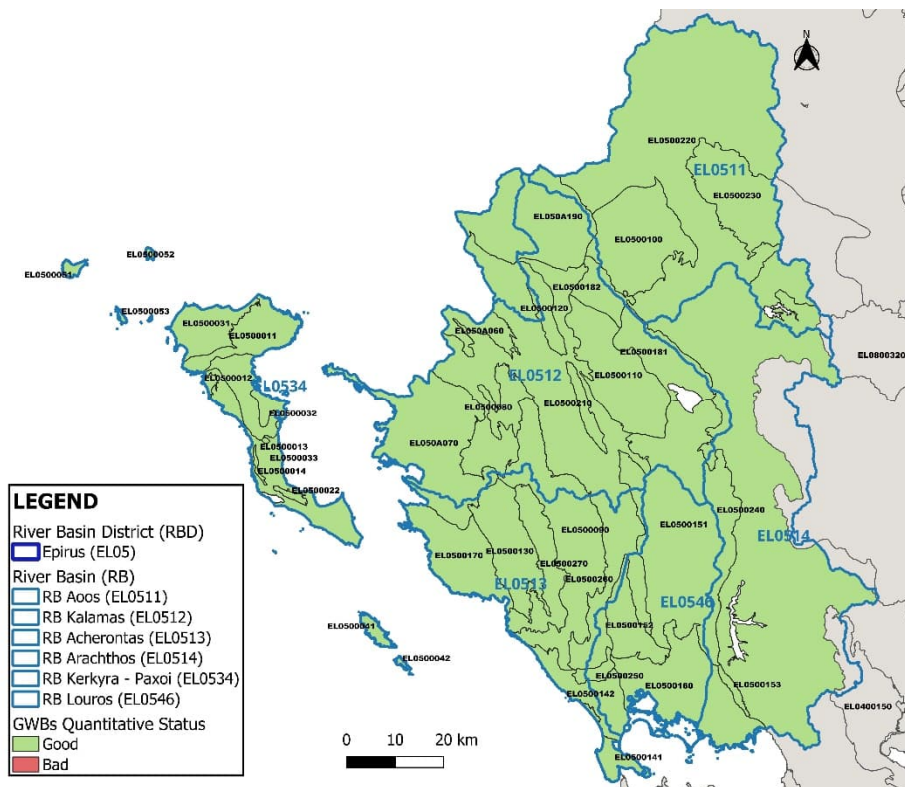 N
EL0500220
EL0511
EL0500230
EL050A190
EL0500100
EL0500052
EL0500051
EL0500182
EL0500053
EL0500120
EL0500031
EL0500011
EL050A060
EL0500181
EL0800320
EL0500012
EL0534
EL0512
EL0500110
EL0500080
EL0500210
EL0500032
EL0500013
EL0500033
EL050A070
EL0500014
EL0500022
EL0500240
EL0500090
EL0500151
EL0514
EL0500170
EL0500130
EL0500270
EL0513
EL0500260
EL0546
EL0500041
EL0500152
EL0500042
EL0500250
EL0500160
EL0500153
EL0500142
EL0400150
EL0500141
LEGEND
River Basin District (RBD)
Epirus (EL05)
River Basin (RB)
RB Aoos (EL0511)
RB Kalamas (EL0512)
RB Acherontas (EL0513)
RB Arachthos (EL0514)
RB Kerkyra - Paxoi (EL0534)
RB Louros (EL0546)
GWBs Quantitative Status
Good
Bad
0 10 20 km